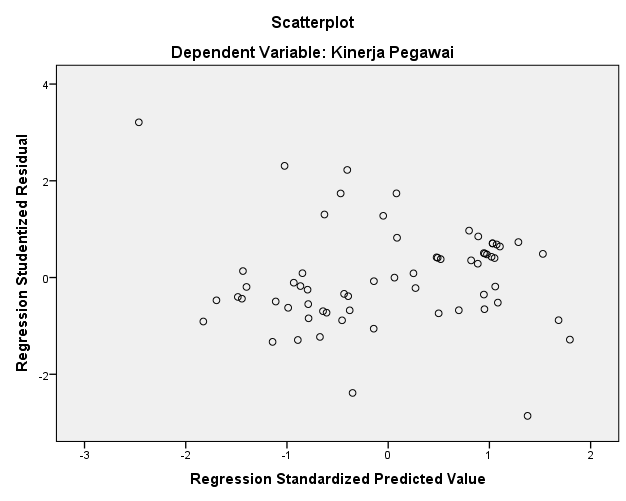 Scatterplot
Dependent Variable: Kinerja Pegawai
Regression Studentized Residual
4
2
0
-2
-3
-2
-1
0
1
2
Regression Standardized Predicted Value